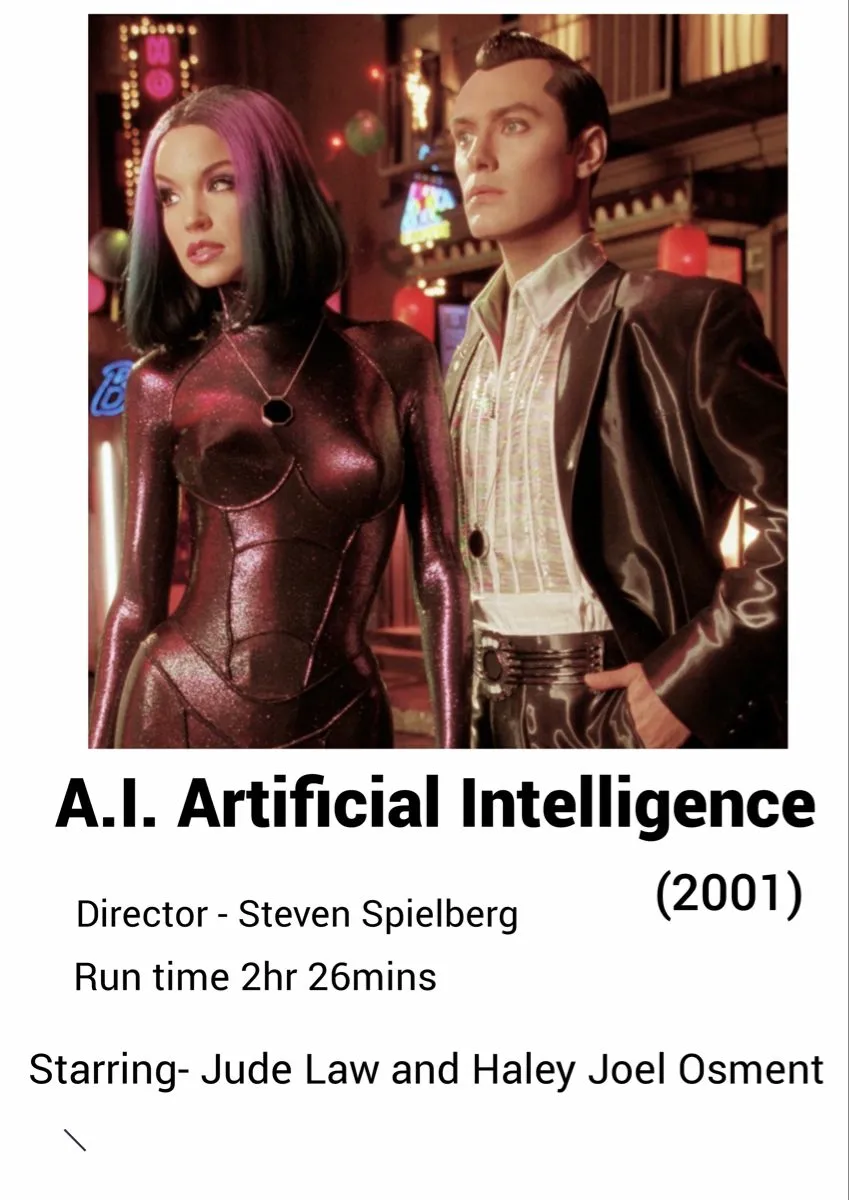 A.I. Artificial Intelligence
(2001)
Director - Steven Spielberg
Run time 2hr 26mins
Starring- Jude Law and Haley Joel Osment